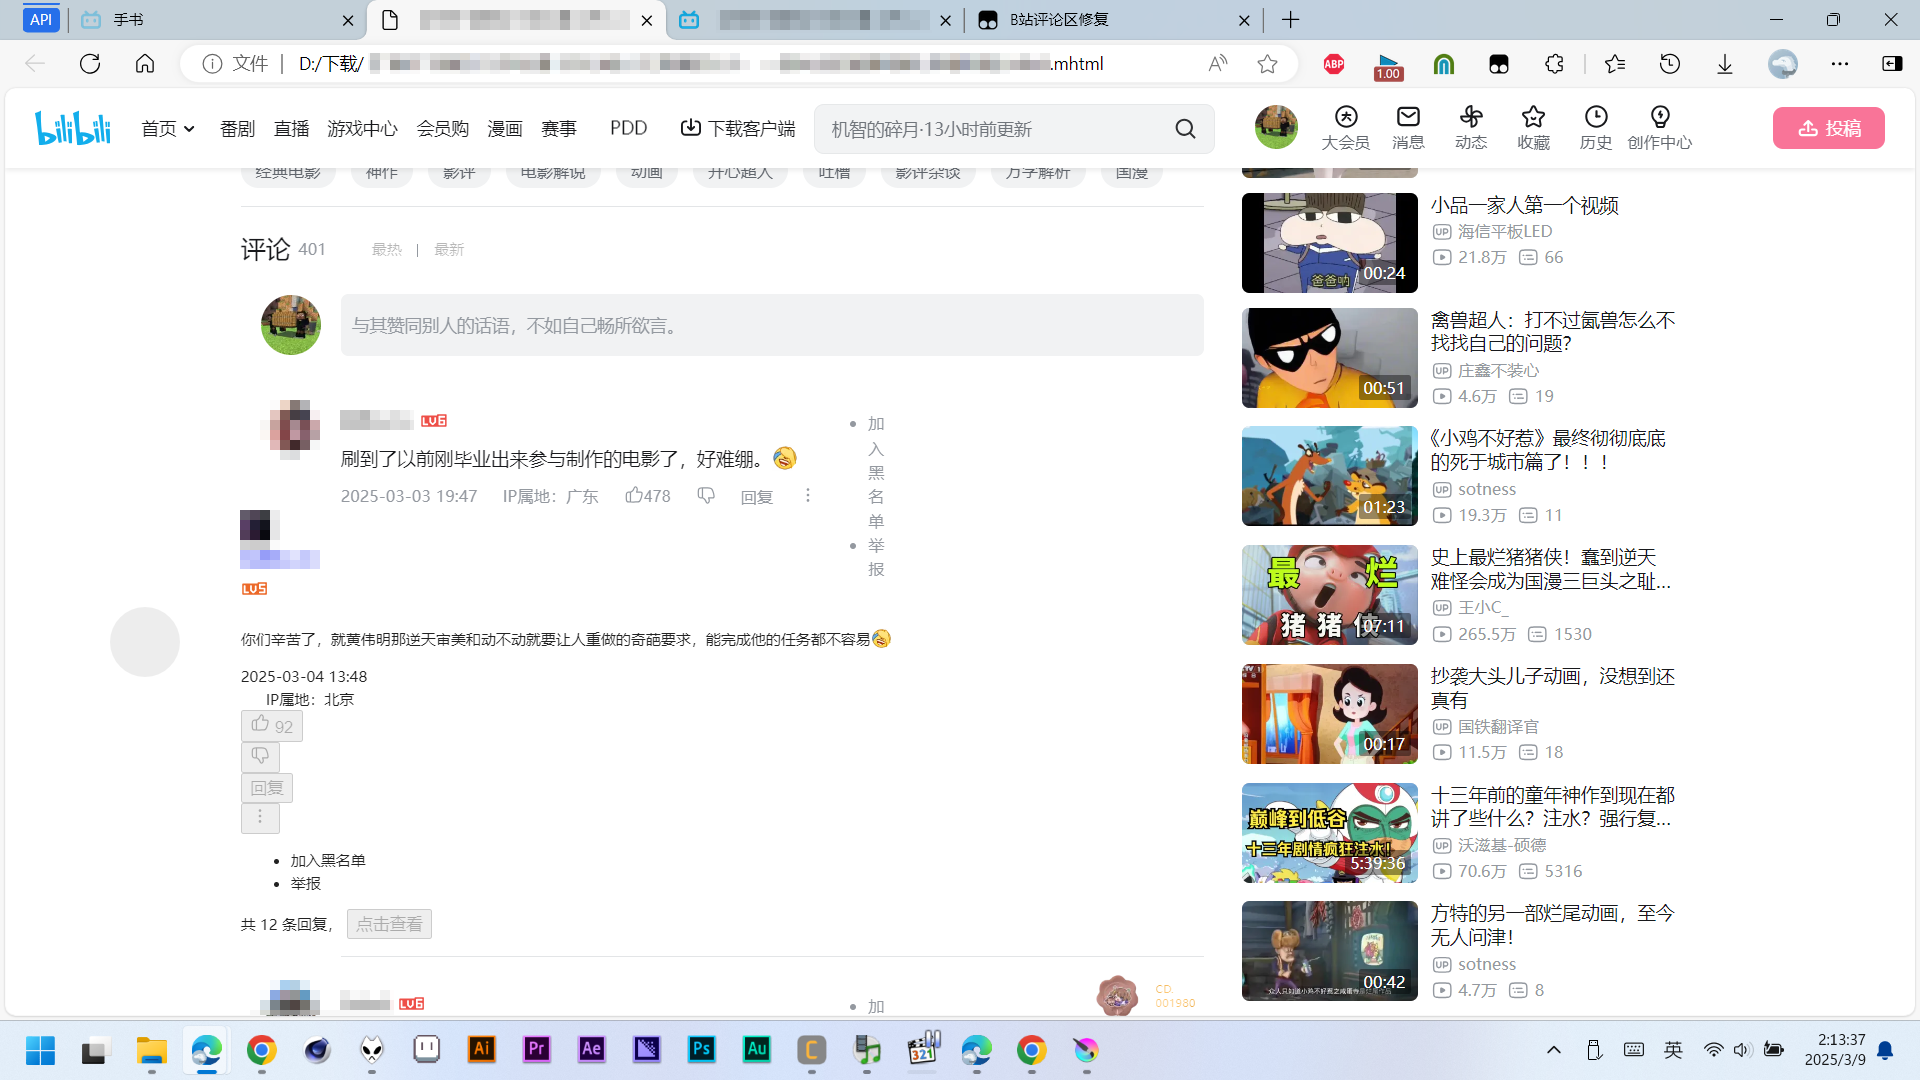 API
手书
B站评论区修复
文件
D:/下载/
.mhtml
ABP
1.00
bilibili
首页
番剧
直播
游戏中心
会员购
漫画
赛事
PDD
下载客户端
机智的碎月·13小时前更新
大会员
消息
动态
收藏
历史
创作中心
投稿
经典电影
神作
影评
电影解说
动画
开心超人
吐槽
影评杂谈
万字解析
国漫
评论 401
最热 | 最新
与其赞同别人的话语，不如自己畅所欲言。
LV6
刷到了以前刚毕业出来参与制作的电影了，好难绷。
2025-03-03 19:47 IP属地：广东 478 回复
加入黑名单
举报
LV5
你们辛苦了，就黄伟明那逆天审美和动不动就要让人重做的奇葩要求，能完成他的任务都不容易
2025-03-04 13:48
IP属地：北京
92
回复
加入黑名单
举报
共 12 条回复，
点击查看
LV6
加
CD.
001980
爸爸呐
00:24
小品一家人第一个视频
UP 海信平板LED
21.8万 66
00:51
禽兽超人：打不过氤兽怎么不
找找自己的问题？
UP 庄鑫不装心
4.6万 19
01:23
《小鸡不好惹》最终彻彻底底
的死于城市篇了！！！
UP sotness
19.3万 11
最 烂
猪 猪 侠
07:11
史上最烂猪猪侠！蠢到逆天
难怪会成为国漫三巨头之耻...
UP 王小C_
265.5万 1530
00:17
抄袭大头儿子动画，没想到还
真有
UP 国铁翻译官
11.5万 18
巅峰到低谷
十三年剧情疯狂注水！
5:39:36
十三年前的童年神作到现在都
讲了些什么？注水？强行复...
UP 沃滋基-硕德
70.6万 5316
00:42
方特的另一部烂尾动画，至今
无人问津！
UP sotness
4.7万 8
Ai
Pr
Ae
Ps
Au
C
321
英
2:13:37
2025/3/9